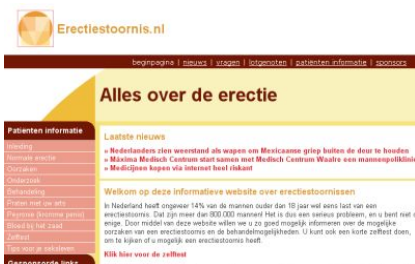 Erectiestoornis.nl
beginpagina | nieuws | vragen | lotgenoten | patiënten informatie | sponsors
Alles over de erectie
Patiënten informatie
Inleiding
Normale erectie
Oorzaken
Onderzoek
Behandeling
Praten met uw arts
Peyronie (kromme penis)
Bloed bij het zaad
Zelftest
Tips voor je seksleven
Gesponsorde links
Laatste nieuws
» Nederlanders zien weerstand als wapen om Mexicaanse griep buiten de deur te houden
» Máxima Medisch Centrum start samen met Medisch Centrum Waalre een mannenpoliklinie
» Medicijnen kopen via internet heel riskant
Welkom op deze informatieve website over erectiestoornissen
In Nederland heeft ongeveer 14% van de mannen ouder dan 18 jaar wel eens last van een
erectiestoornis. Dat zijn meer dan 800.000 mannen! Het is dus een serieus probleem, en u bent niet
enige. Door middel van deze website willen we u zo goed mogelijk informeren over de mogelijke
oorzaken van een erectiestoornis en de behandelmogelijkheden. U kunt ook een korte zelftest doen,
om te kijken of u mogelijk een erectiestoornis heeft.
Klik hier voor de zelftest